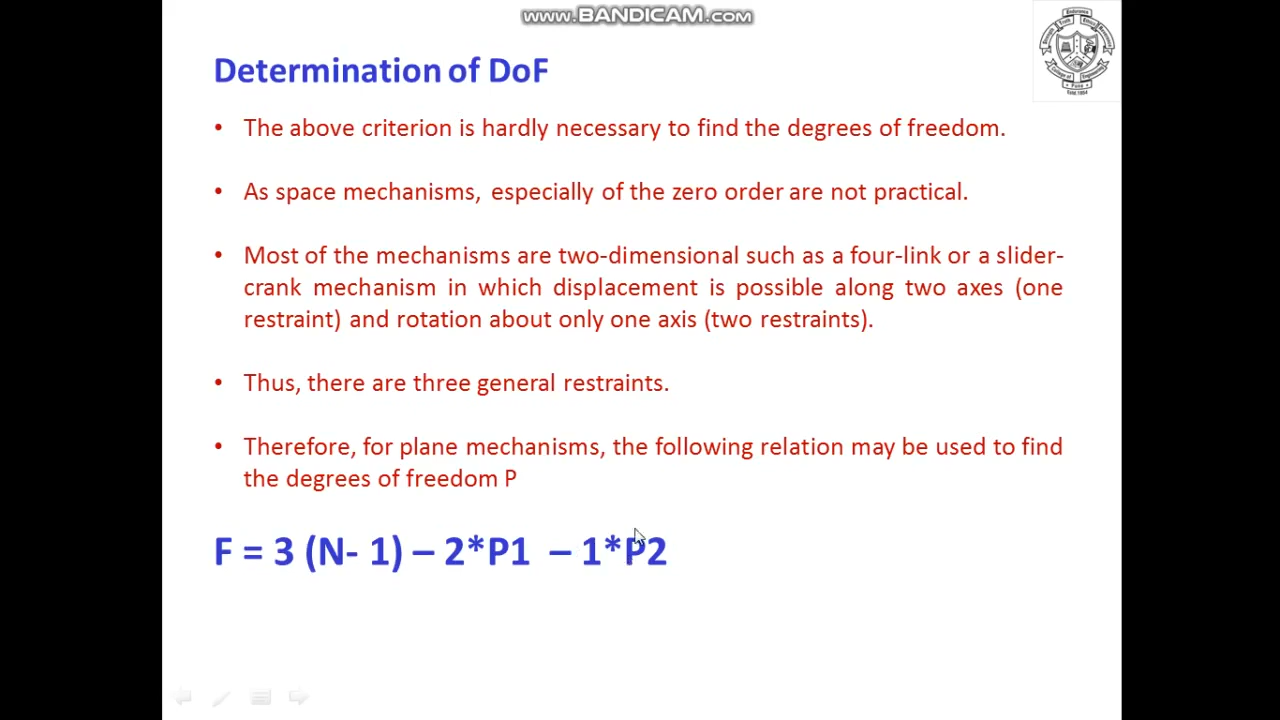 www.BANDICAM.com
Determination of DoF
• The above criterion is hardly necessary to find the degrees of freedom.
• As space mechanisms, especially of the zero order are not practical.
• Most of the mechanisms are two-dimensional such as a four-link or a slider-
crank mechanism in which displacement is possible along two axes (one
restraint) and rotation about only one axis (two restraints).
• Thus, there are three general restraints.
• Therefore, for plane mechanisms, the following relation may be used to find
the degrees of freedom P
F = 3 (N- 1) – 2*P1 – 1*P2